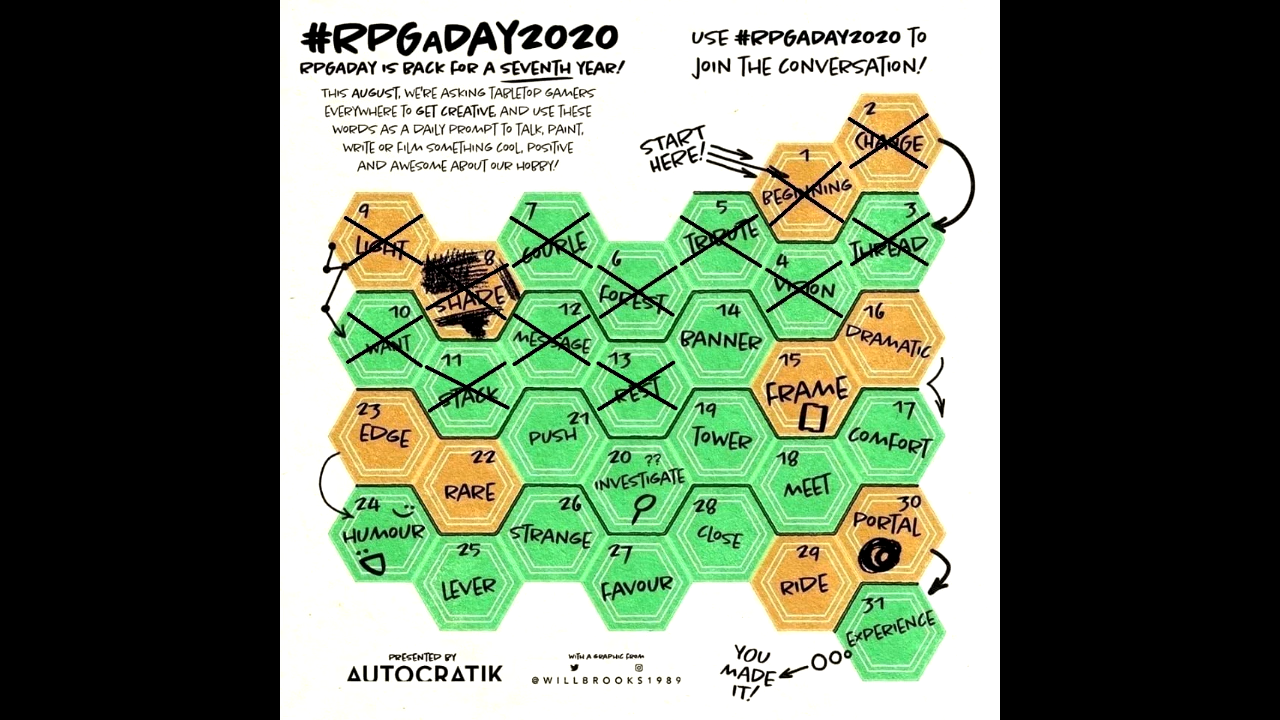 #RPGaDAY2020
RPGADAY IS BACK FOR A SEVENTH YEAR!
THIS AUGUST, WE'RE ASKING TABLETOP GAMERS
EVERYWHERE TO GET CREATIVE, AND USE THESE
WORDS AS A DAILY PROMPT TO TALK, PAINT,
WRITE OR FILM SOMETHING COOL, POSITIVE
AND AWESOME ABOUT OUR HOBBY!
USE #RPGADAY2020 TO
JOIN THE CONVERSATION!
START
HERE!
1
BEGINNING
2
CHANGE
3
THREAD
4
VISION
5
TRIBUTE
6
FOREST
7
COUPLE
8
SHADE
9
LIGHT
10
WANT
11
STACK
12
MESSAGE
13
REST
14
BANNER
15
FRAME
16
DRAMATIC
17
COMFORT
18
MEET
19
TOWER
20
??
INVESTIGATE
21
PUSH
22
RARE
23
EDGE
24
HUMOUR
25
LEVER
26
STRANGE
27
FAVOUR
28
CLOSE
29
RIDE
30
PORTAL
31
EXPERIENCE
YOU
MADE
IT!
PRESENTED BY
AUTOCRATIK
WITH A GRAPHIC FROM
@WILLBROOKS1989